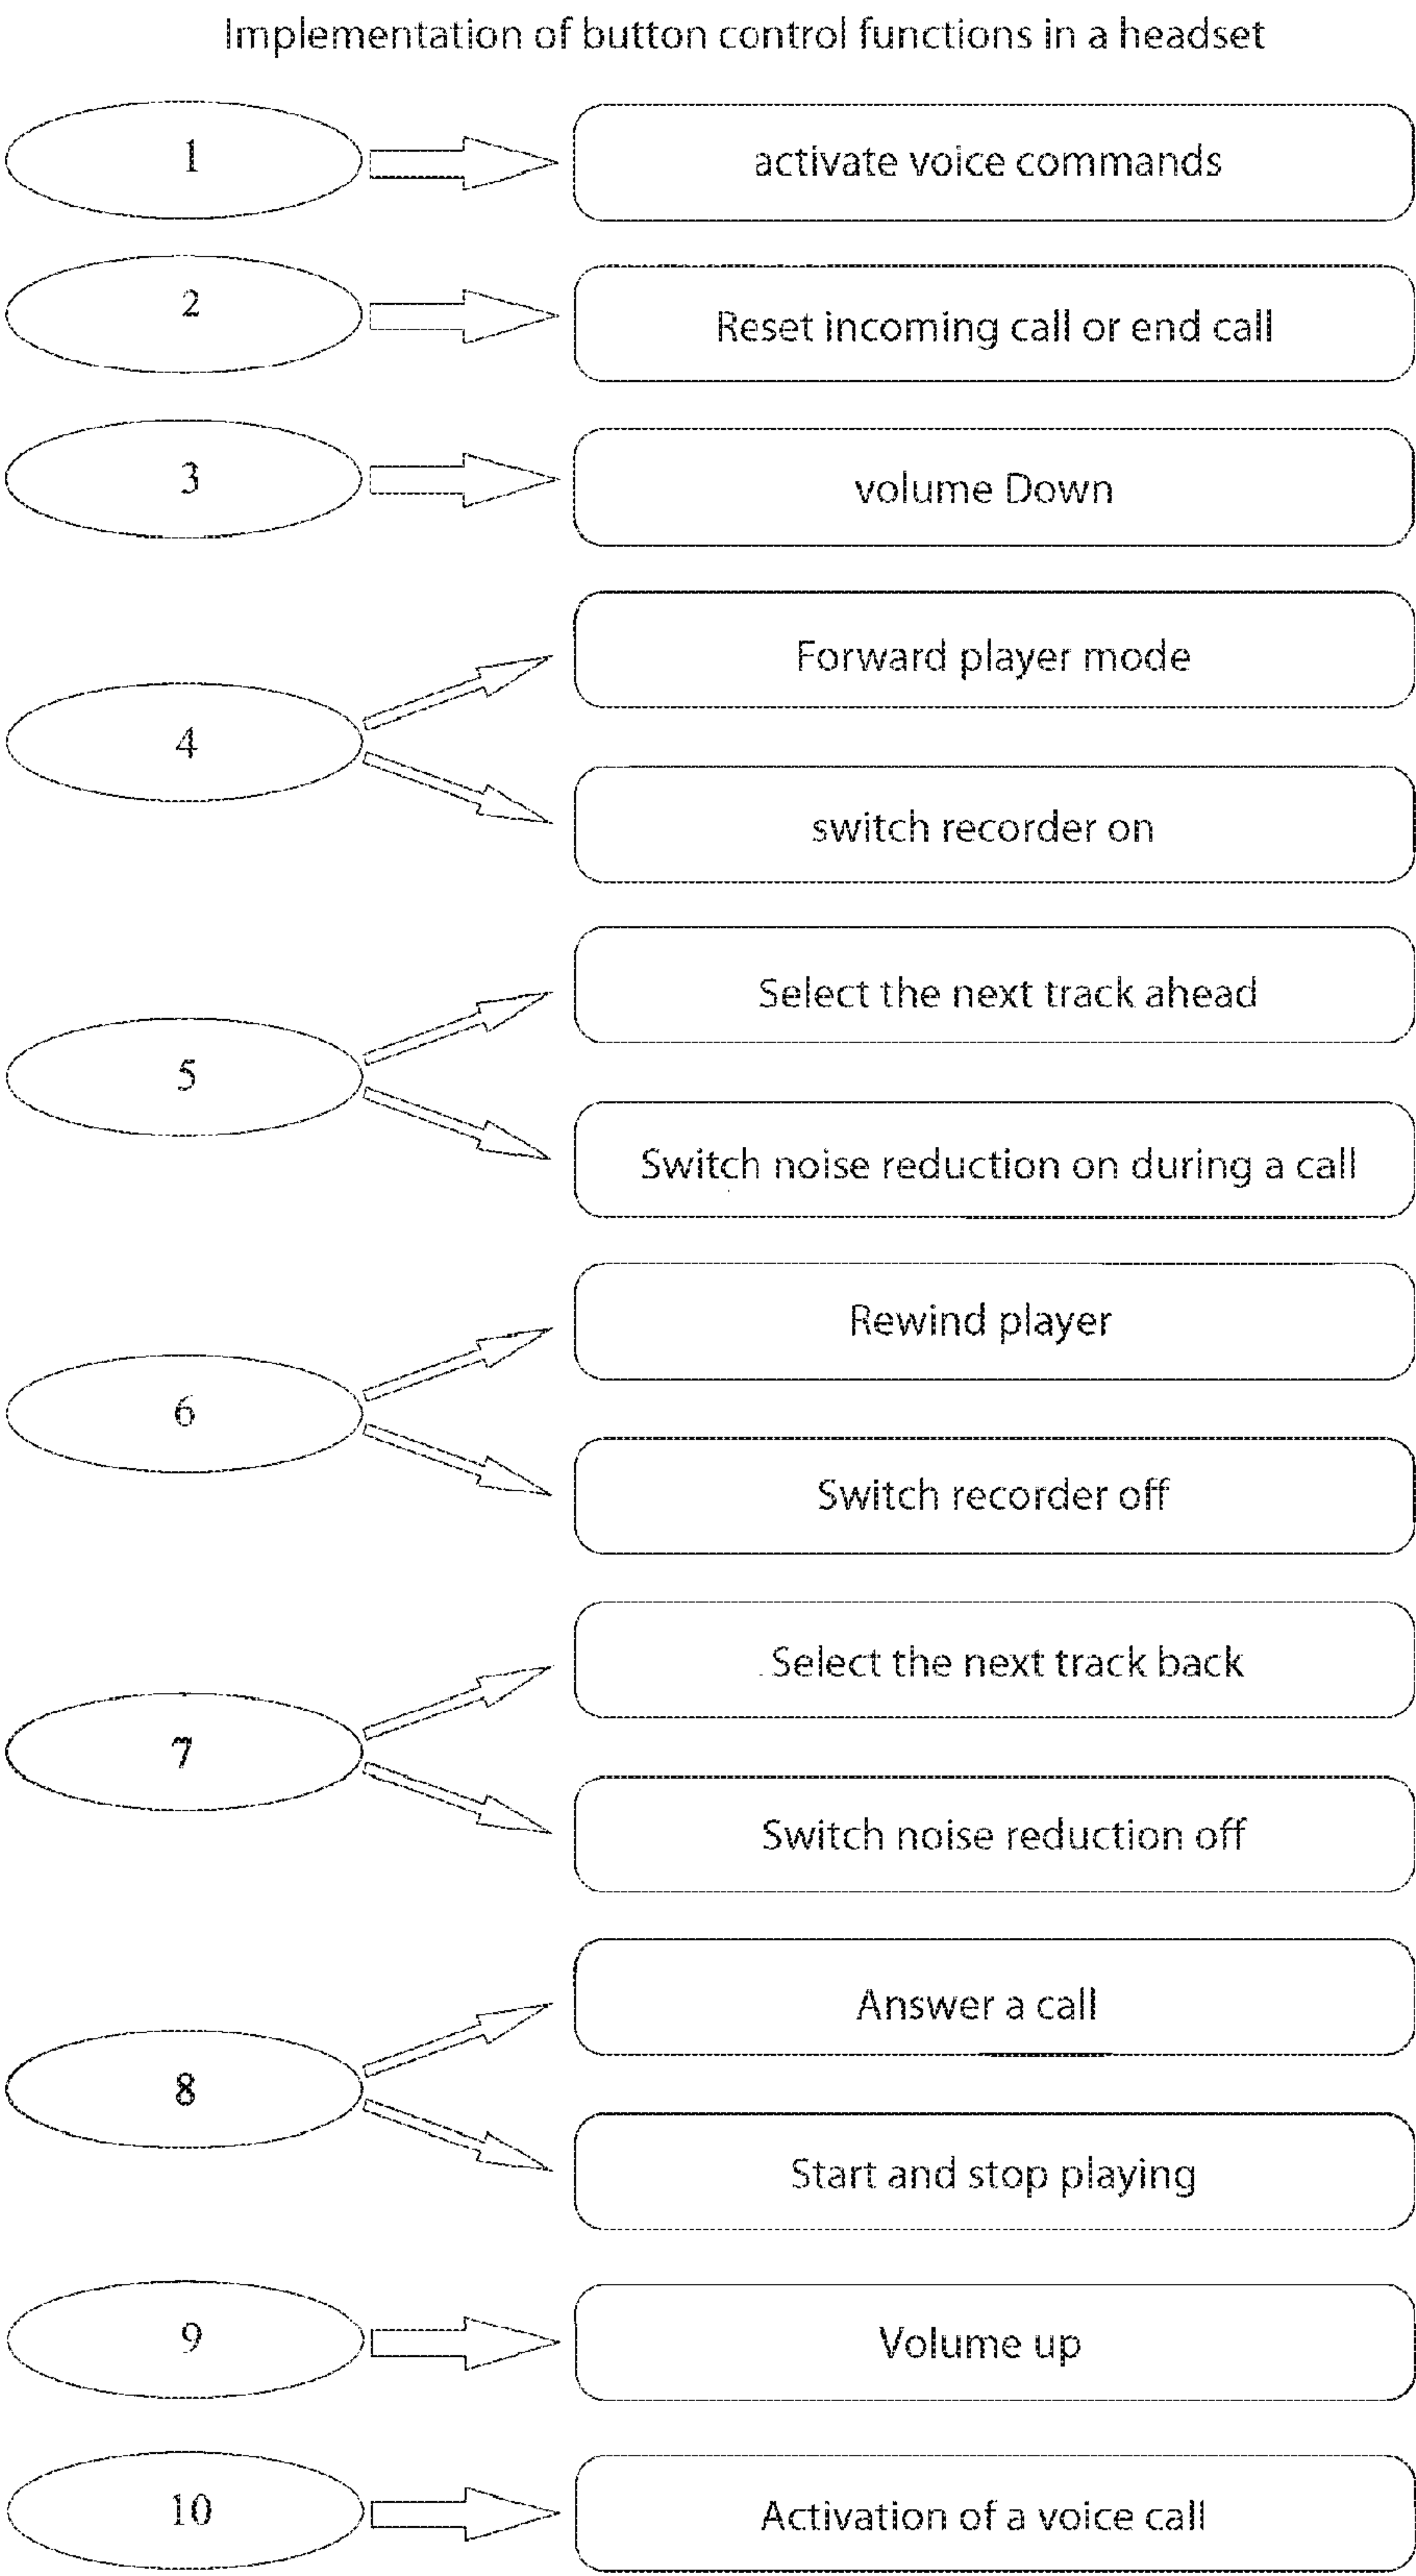 Implementation of button control functions in a headset
1
activate voice commands
2
Reset incoming call or end call
3
volume Down
4
Forward player mode
switch recorder on
5
Select the next track ahead
Switch noise reduction on during a call
6
Rewind player
Switch recorder off
7
Select the next track back
Switch noise reduction off
8
Answer a call
Start and stop playing
9
Volume up
10
Activation of a voice call